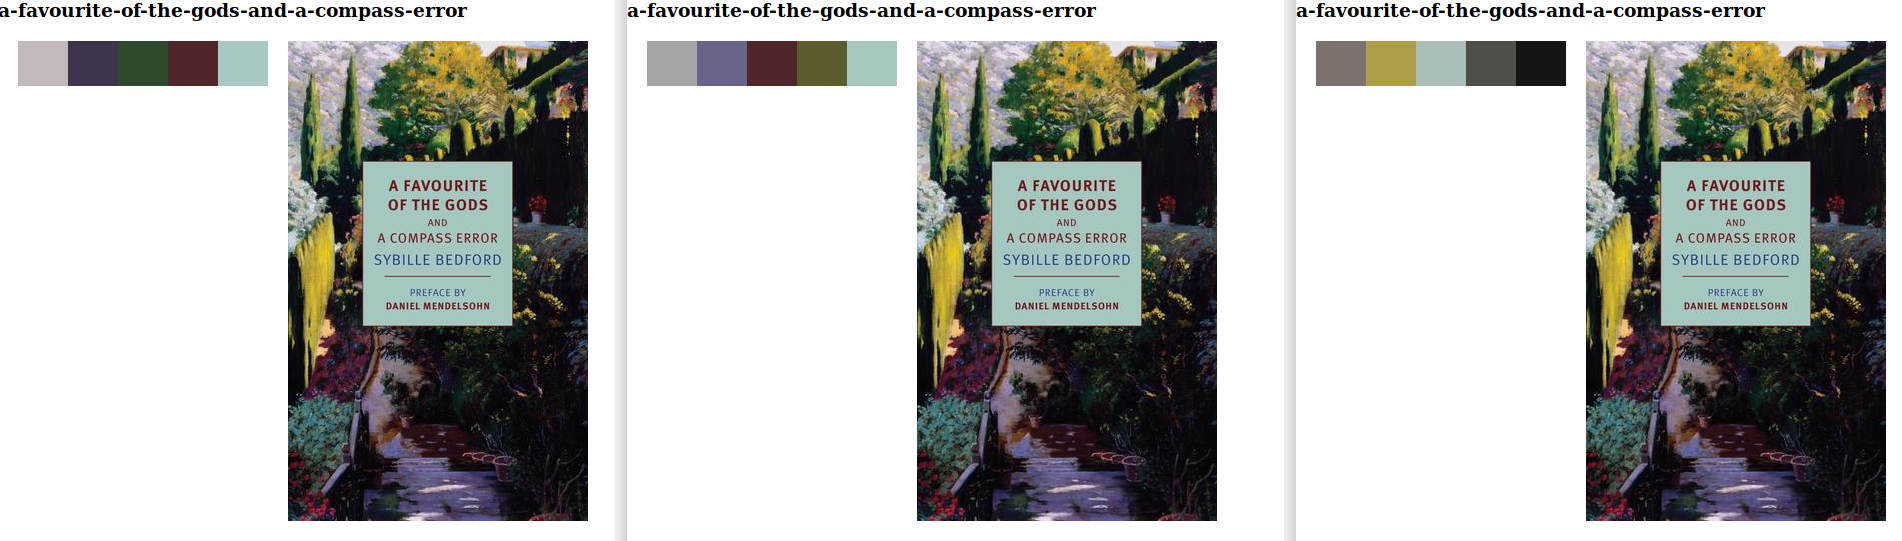 a-favourite-of-the-gods-and-a-compass-error
A FAVOURITE
OF THE GODS
AND
A COMPASS ERROR
SYBILLE BEDFORD
PREFACE BY
DANIEL MENDELSOHN
a-favourite-of-the-gods-and-a-compass-error
A FAVOURITE
OF THE GODS
AND
A COMPASS ERROR
SYBILLE BEDFORD
PREFACE BY
DANIEL MENDELSOHN
a-favourite-of-the-gods-and-a-compass-error
A FAVOURITE
OF THE GODS
AND
A COMPASS ERROR
SYBILLE BEDFORD
PREFACE BY
DANIEL MENDELSOHN